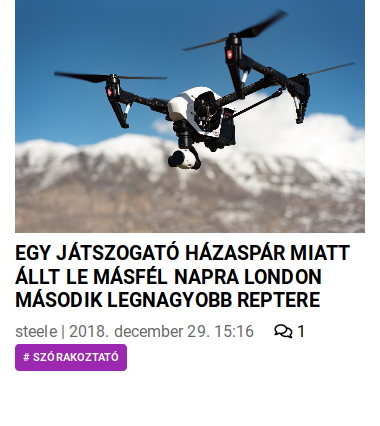 EGY JÁTSZOGATÓ HÁZASPÁR MIATT
ÁLLT LE MÁSFÉL NAPRA LONDON
MÁSODIK LEGNAGYOBB REPTERE
steele | 2018. december 29. 15:16 1
# SZÓRAKOZTATÓ